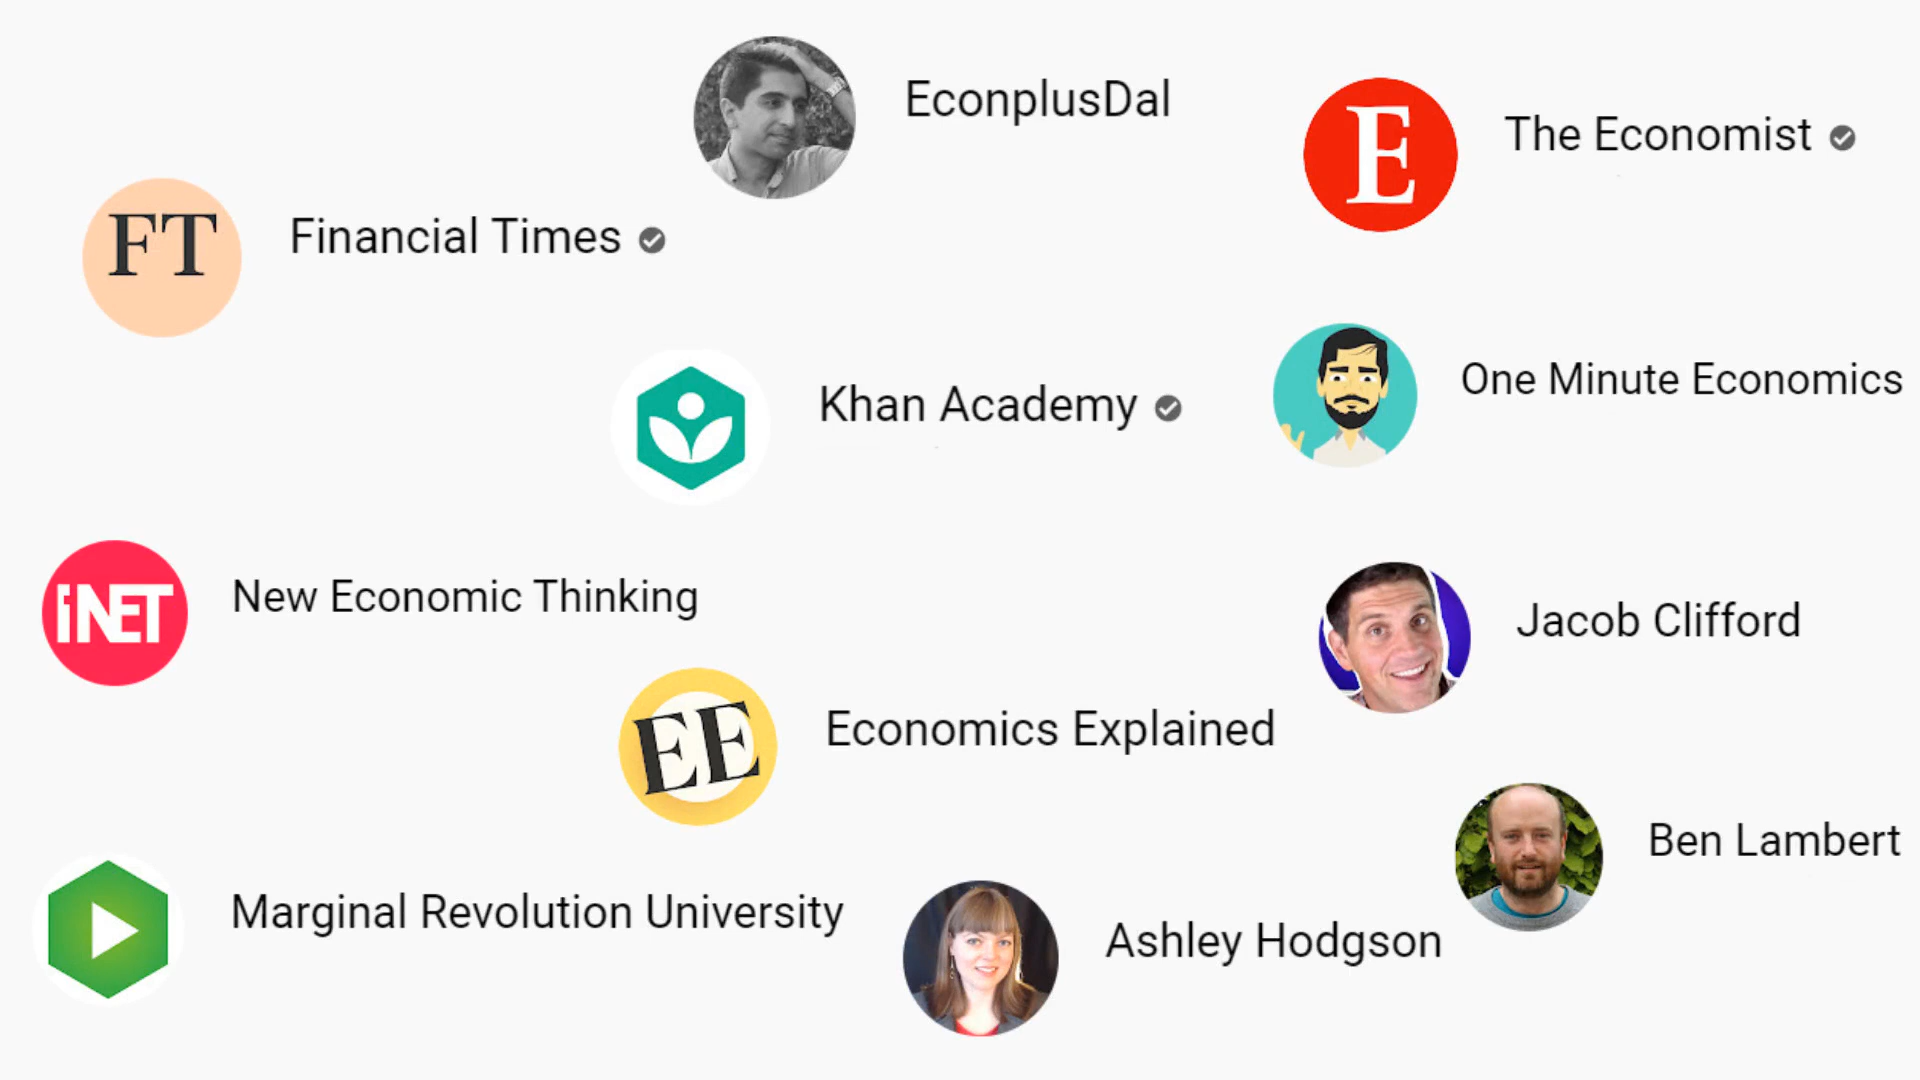 EconplusDal
E
The Economist
FT
Financial Times
Khan Academy
One Minute Economics
iNET
New Economic Thinking
Jacob Clifford
EE
Economics Explained
Ben Lambert
Marginal Revolution University
Ashley Hodgson